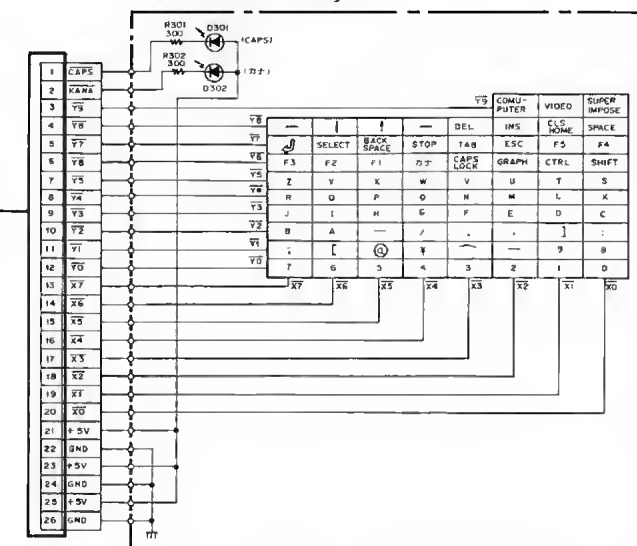 R301
300
D301
(CAPS)
R302
300
D302
(カナ)
1 CAPS
2 KANA
3 Y9
4 Y8
5 Y7
6 Y6
7 Y5
8 Y4
9 Y3
10 Y2
11 Y1
12 Y0
13 X7
14 X6
15 X5
16 X4
17 X3
18 X2
19 X1
20 X0
21 +5V
22 GND
23 +5V
24 GND
25 +5V
26 GND
Y9 COMU-PUTER VIDEO SUPER IMPOSE
Y8 DEL INS CLS HOME SPACE
Y7 SELECT BACK SPACE STOP TAB ESC F5 F4
Y6 F3 F2 F1 カナ CAPS LOCK GRAPH CTRL SHIFT
Y5 Z Y X W V U T S
Y4 R Q P O N M L K
Y3 J I H G F E D C
Y2 B A — / . , ] :
Y1 ; [ @ ¥ ^ — 9 8
Y0 7 6 5 4 3 2 1 0
X7 X6 X5 X4 X3 X2 X1 X0